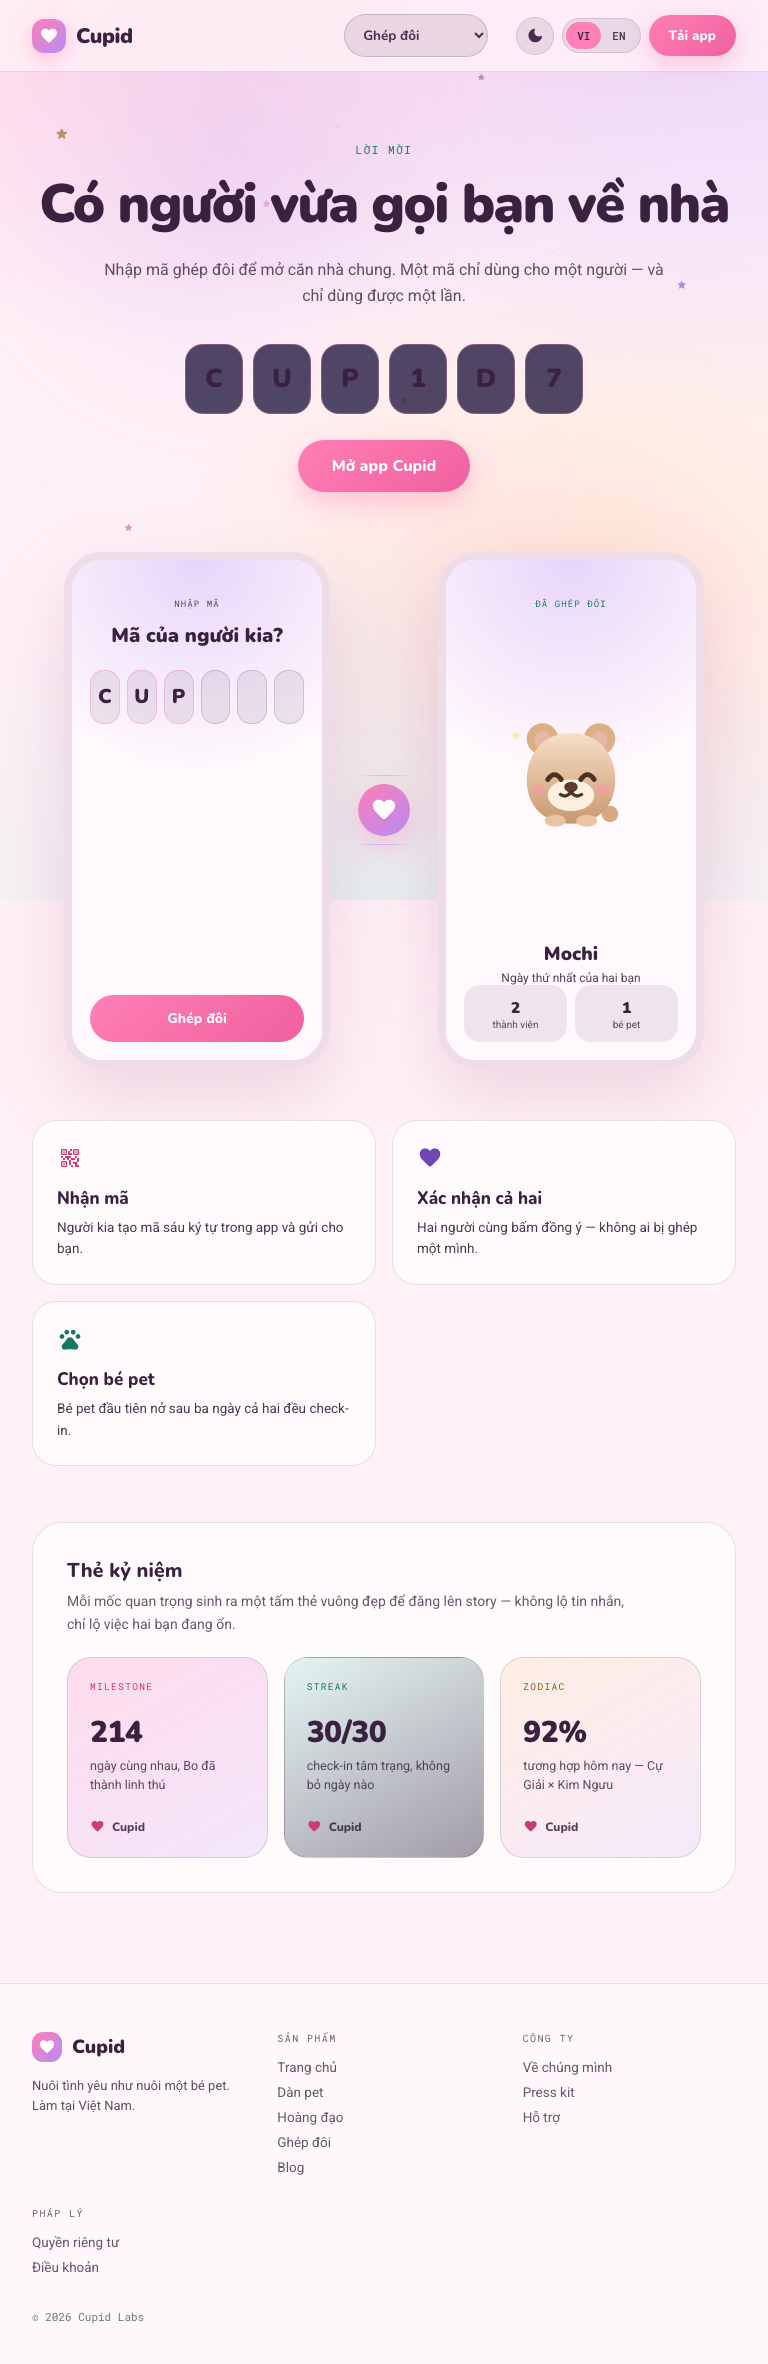 Cupid
Ghép đôi
VI
EN
Tải app
LỜI MỜI
Có người vừa gọi bạn về nhà
Nhập mã ghép đôi để mở căn nhà chung. Một mã chỉ dùng cho một người — và
chỉ dùng được một lần.
C U P 1 D 7
Mở app Cupid
NHẬP MÃ
Mã của người kia?
C U P
Ghép đôi
ĐÃ GHÉP ĐÔI
Mochi
Ngày thứ nhất của hai bạn
2
thành viên
1
bé pet
Nhận mã
Người kia tạo mã sáu ký tự trong app và gửi cho
bạn.
Xác nhận cả hai
Hai người cùng bấm đồng ý — không ai bị ghép
một mình.
Chọn bé pet
Bé pet đầu tiên nở sau ba ngày cả hai đều check-
in.
Thẻ kỷ niệm
Mỗi mốc quan trọng sinh ra một tấm thẻ vuông đẹp để đăng lên story — không lộ tin nhắn,
chỉ lộ việc hai bạn đang ổn.
MILESTONE
214
ngày cùng nhau, Bo đã
thành linh thú
Cupid
STREAK
30/30
check-in tâm trạng, không
bỏ ngày nào
Cupid
ZODIAC
92%
tương hợp hôm nay — Cự
Giải × Kim Ngưu
Cupid
Cupid
Nuôi tình yêu như nuôi một bé pet.
Làm tại Việt Nam.
SẢN PHẨM
Trang chủ
Dàn pet
Hoàng đạo
Ghép đôi
Blog
CÔNG TY
Về chúng mình
Press kit
Hỗ trợ
PHÁP LÝ
Quyền riêng tư
Điều khoản
© 2026 Cupid Labs